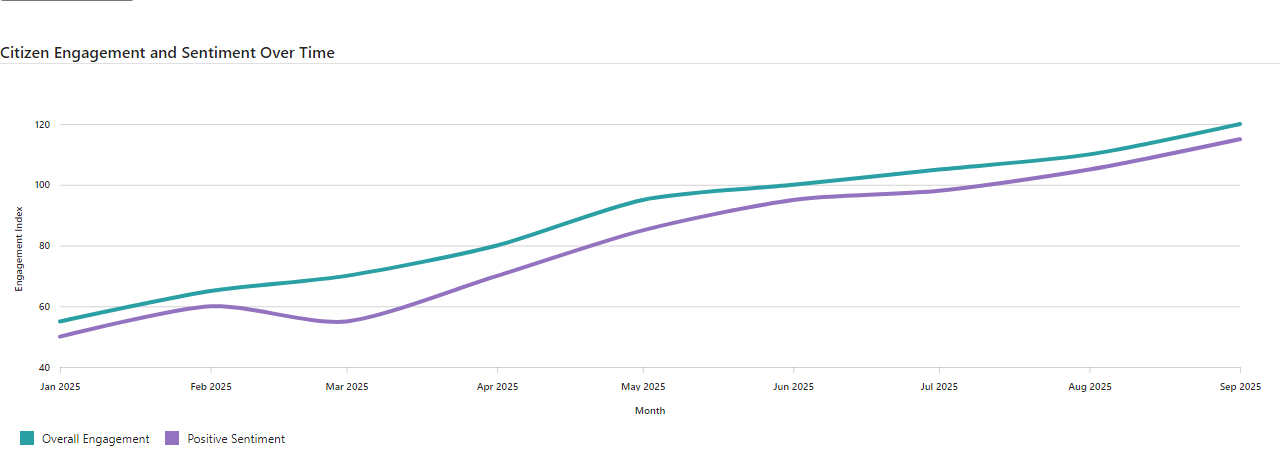 Citizen Engagement and Sentiment Over Time
120
100
80
60
40
Engagement Index
Jan 2025 Feb 2025 Mar 2025 Apr 2025 May 2025 Jun 2025 Jul 2025 Aug 2025 Sep 2025
Month
Overall Engagement Positive Sentiment